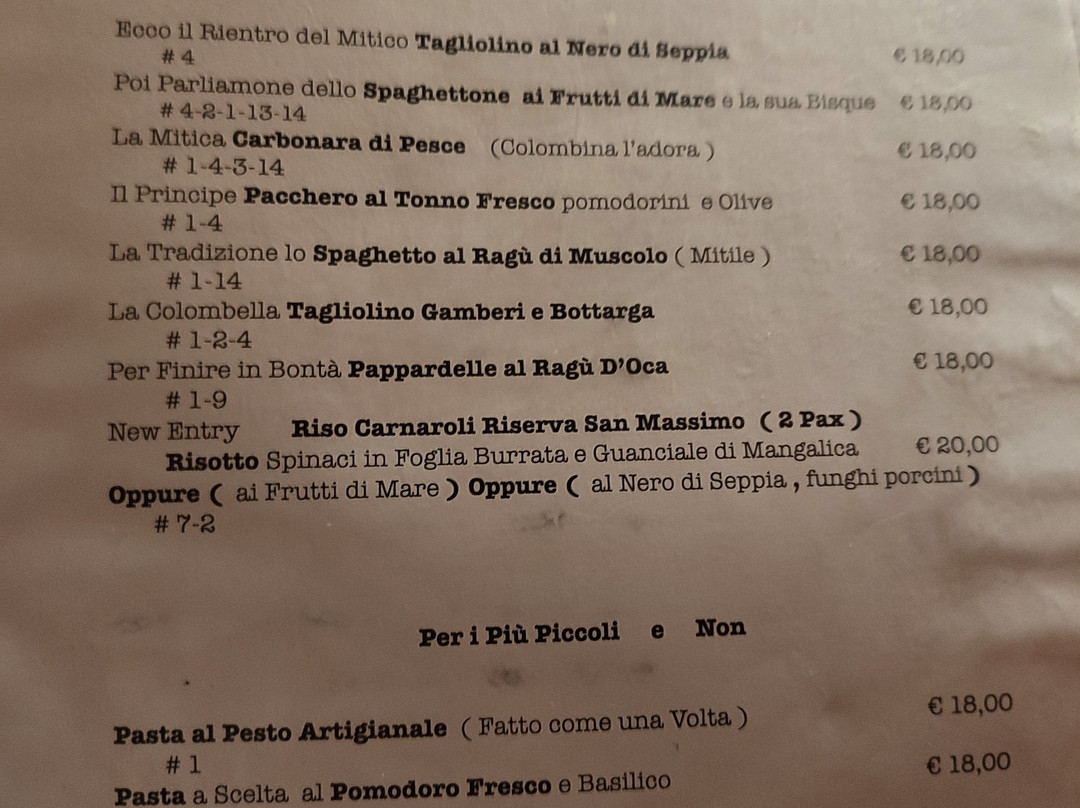 Ecco il Rientro del Mitico Tagliolino al Nero di Seppia € 18,00
# 4
Poi Parliamone dello Spaghettone ai Frutti di Mare e la sua Bisque € 18,00
# 4-2-1-13-14
La Mitica Carbonara di Pesce (Colombina l'adora ) € 18,00
# 1-4-3-14
Il Principe Pacchero al Tonno Fresco pomodorini e Olive € 18,00
# 1-4
La Tradizione lo Spaghetto al Ragù di Muscolo ( Mitile ) € 18,00
# 1-14
La Colombella Tagliolino Gamberi e Bottarga € 18,00
# 1-2-4
Per Finire in Bontà Pappardelle al Ragù D'Oca € 18,00
# 1-9
New Entry Riso Carnaroli Riserva San Massimo ( 2 Pax )
Risotto Spinaci in Foglia Burrata e Guanciale di Mangalica € 20,00
Oppure ( ai Frutti di Mare ) Oppure ( al Nero di Seppia , funghi porcini )
# 7-2
Per i Più Piccoli e Non
Pasta al Pesto Artigianale ( Fatto come una Volta ) € 18,00
# 1
Pasta a Scelta al Pomodoro Fresco e Basilico € 18,00